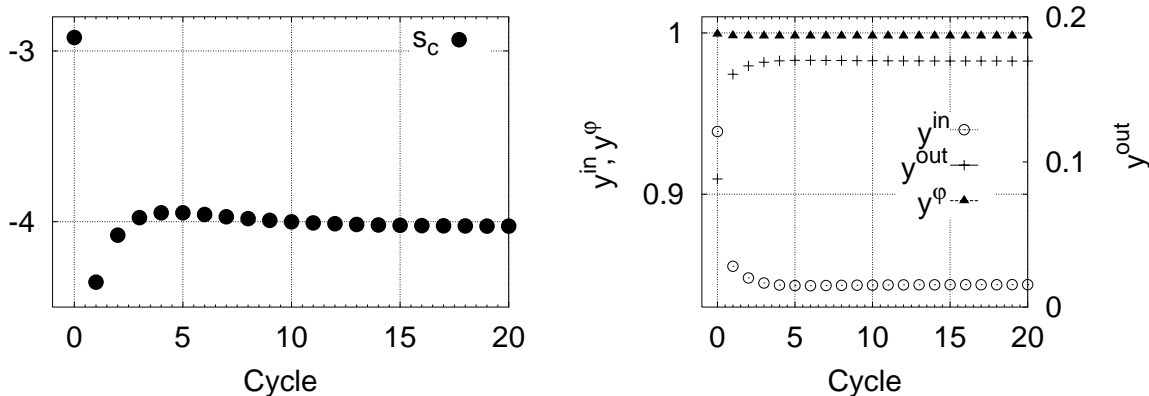 -3
-4
s_c
0 5 10 15 20
Cycle
1
0.9
y^in, y^φ
y^in
y^out
y^φ
0.2
0.1
0
y^out
0 5 10 15 20
Cycle